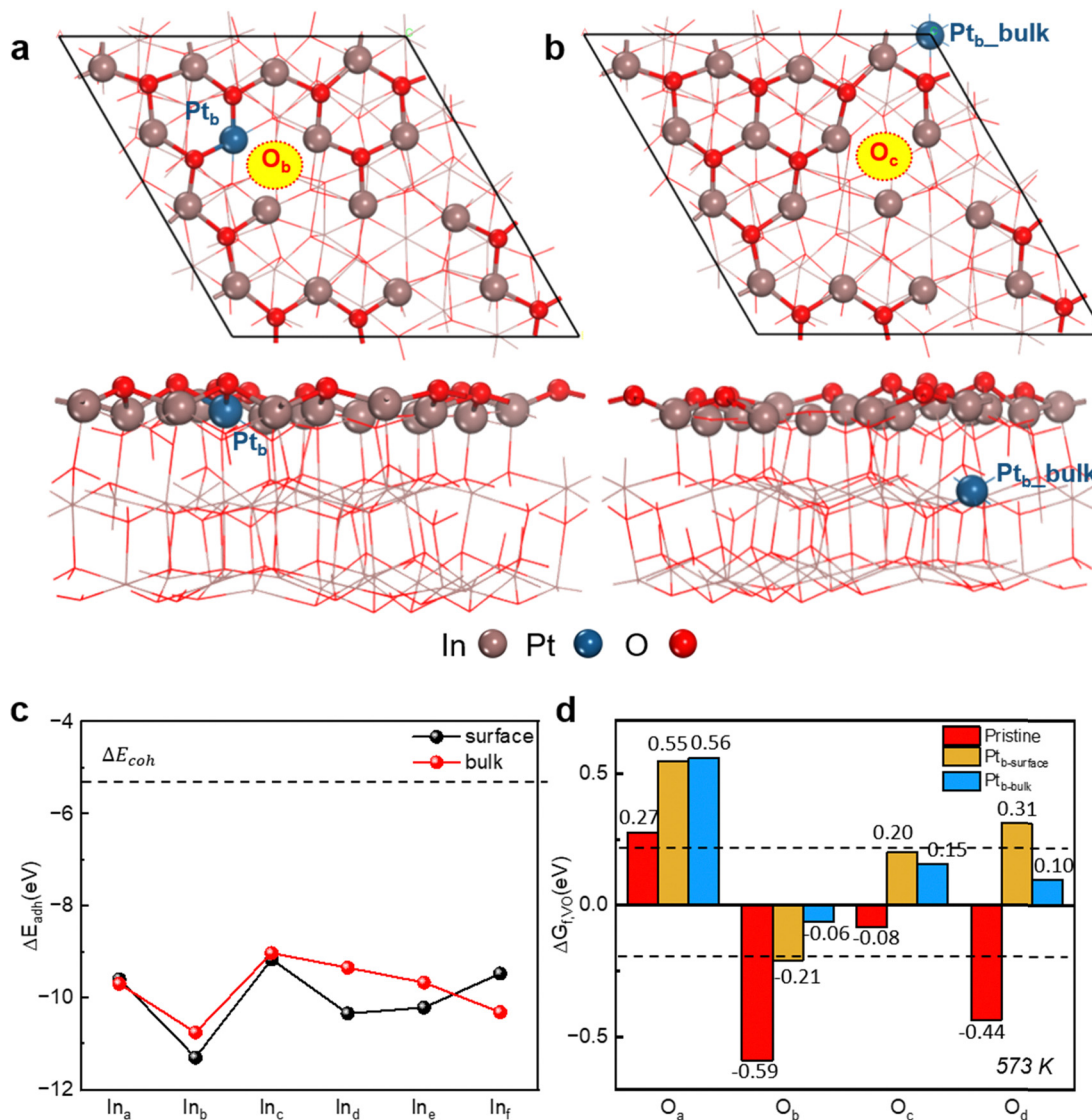 a
Pt_b
O_b
Pt_b
b
Pt_b_bulk
O_c
Pt_b_bulk
In Pt O
c
−4
−6
−8
−10
−12
ΔE_adh(eV)
ΔE_coh
surface
bulk
In_a In_b In_c In_d In_e In_f
d
0.5
0.0
−0.5
ΔG_f,VO(eV)
Pristine
Pt_b-surface
Pt_b-bulk
0.27
0.55
0.56
-0.59
-0.21
-0.06
-0.08
0.20
0.15
-0.44
0.31
0.10
573 K
O_a O_b O_c O_d